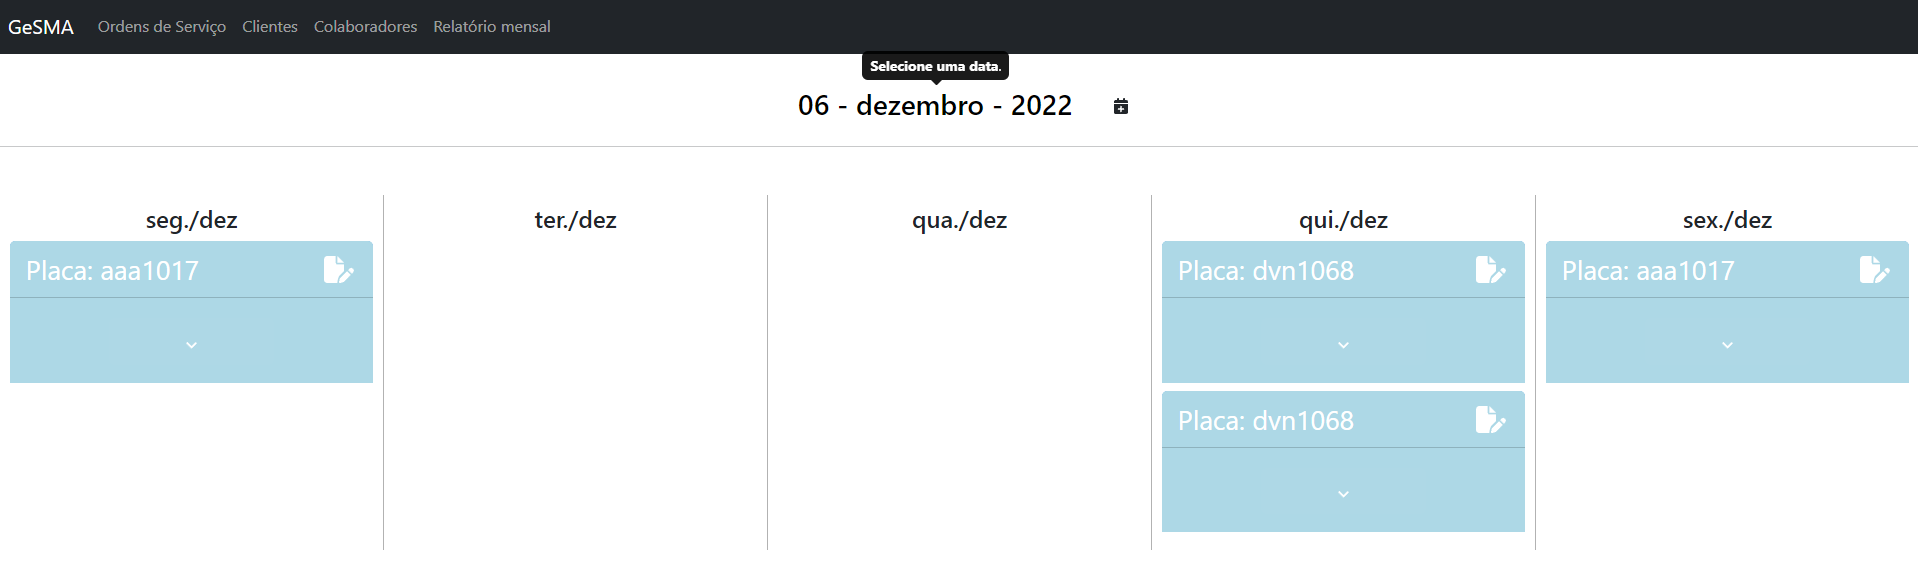 GeSMA Ordens de Serviço Clientes Colaboradores Relatório mensal
Selecione uma data.
06 - dezembro - 2022
seg./dez
Placa: aaa1017
ter./dez
qua./dez
qui./dez
Placa: dvn1068
Placa: dvn1068
sex./dez
Placa: aaa1017